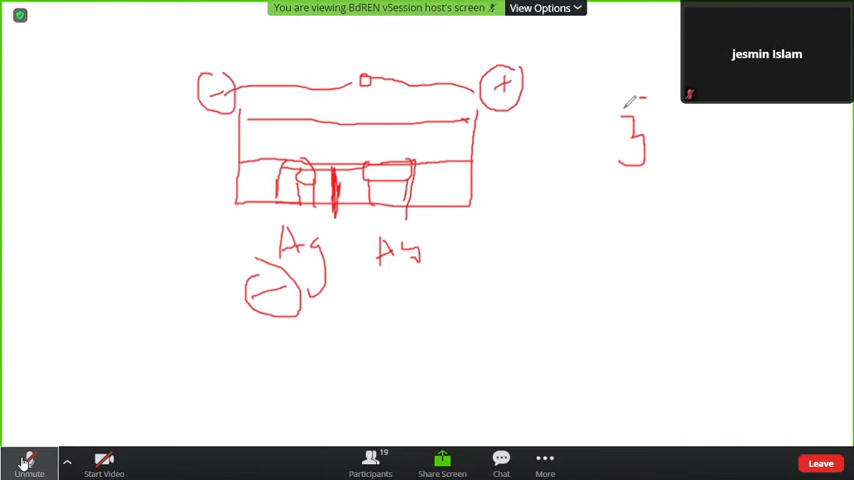 You are viewing BdREN vSession host's screen
View Options
jesmin Islam
- +
3
Ag Ag
-
Unmute
Start Video
19
Participants
Share Screen
Chat
More
Leave